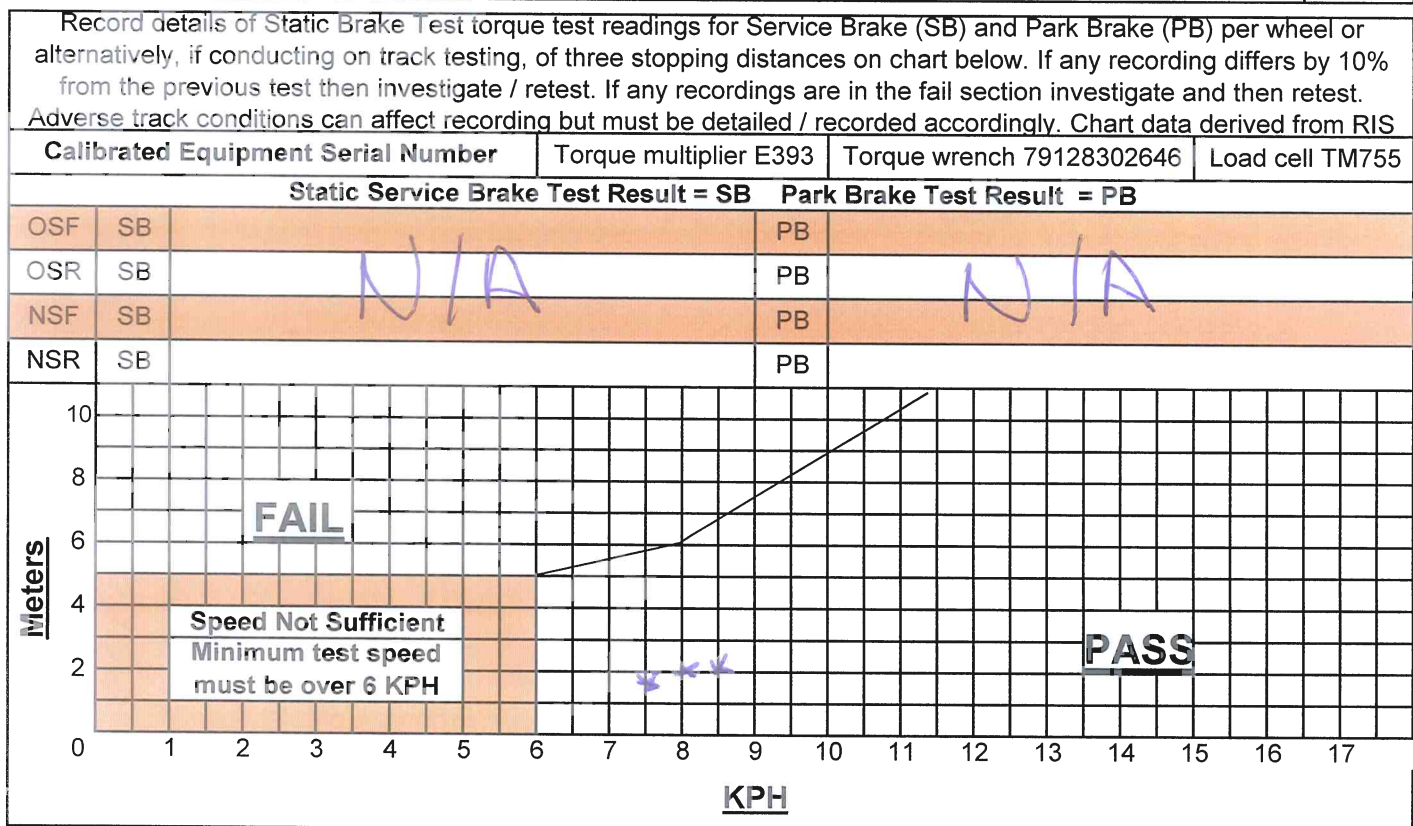 Record details of Static Brake Test torque test readings for Service Brake (SB) and Park Brake (PB) per wheel or
alternatively, if conducting on track testing, of three stopping distances on chart below. If any recording differs by 10%
from the previous test then investigate / retest. If any recordings are in the fail section investigate and then retest.
Adverse track conditions can affect recording but must be detailed / recorded accordingly. Chart data derived from RIS
Calibrated Equipment Serial Number Torque multiplier E393 Torque wrench 79128302646 Load cell TM755
Static Service Brake Test Result = SB Park Brake Test Result = PB
OSF SB PB
OSR SB N/A PB N/A
NSF SB PB
NSR SB PB
10
8
FAIL
6
Meters
4
Speed Not Sufficient
Minimum test speed
must be over 6 KPH
PASS
2
0 1 2 3 4 5 6 7 8 9 10 11 12 13 14 15 16 17
KPH